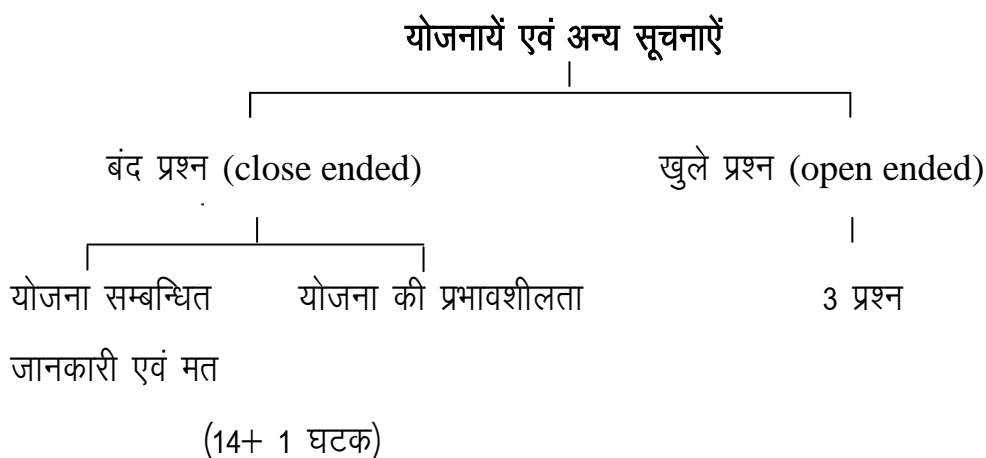 योजनायें एवं अन्य सूचनाऐं
बंद प्रश्न (close ended) खुले प्रश्न (open ended)
योजना सम्बन्धित योजना की प्रभावशीलता 3 प्रश्न
जानकारी एवं मत
(14+ 1 घटक)